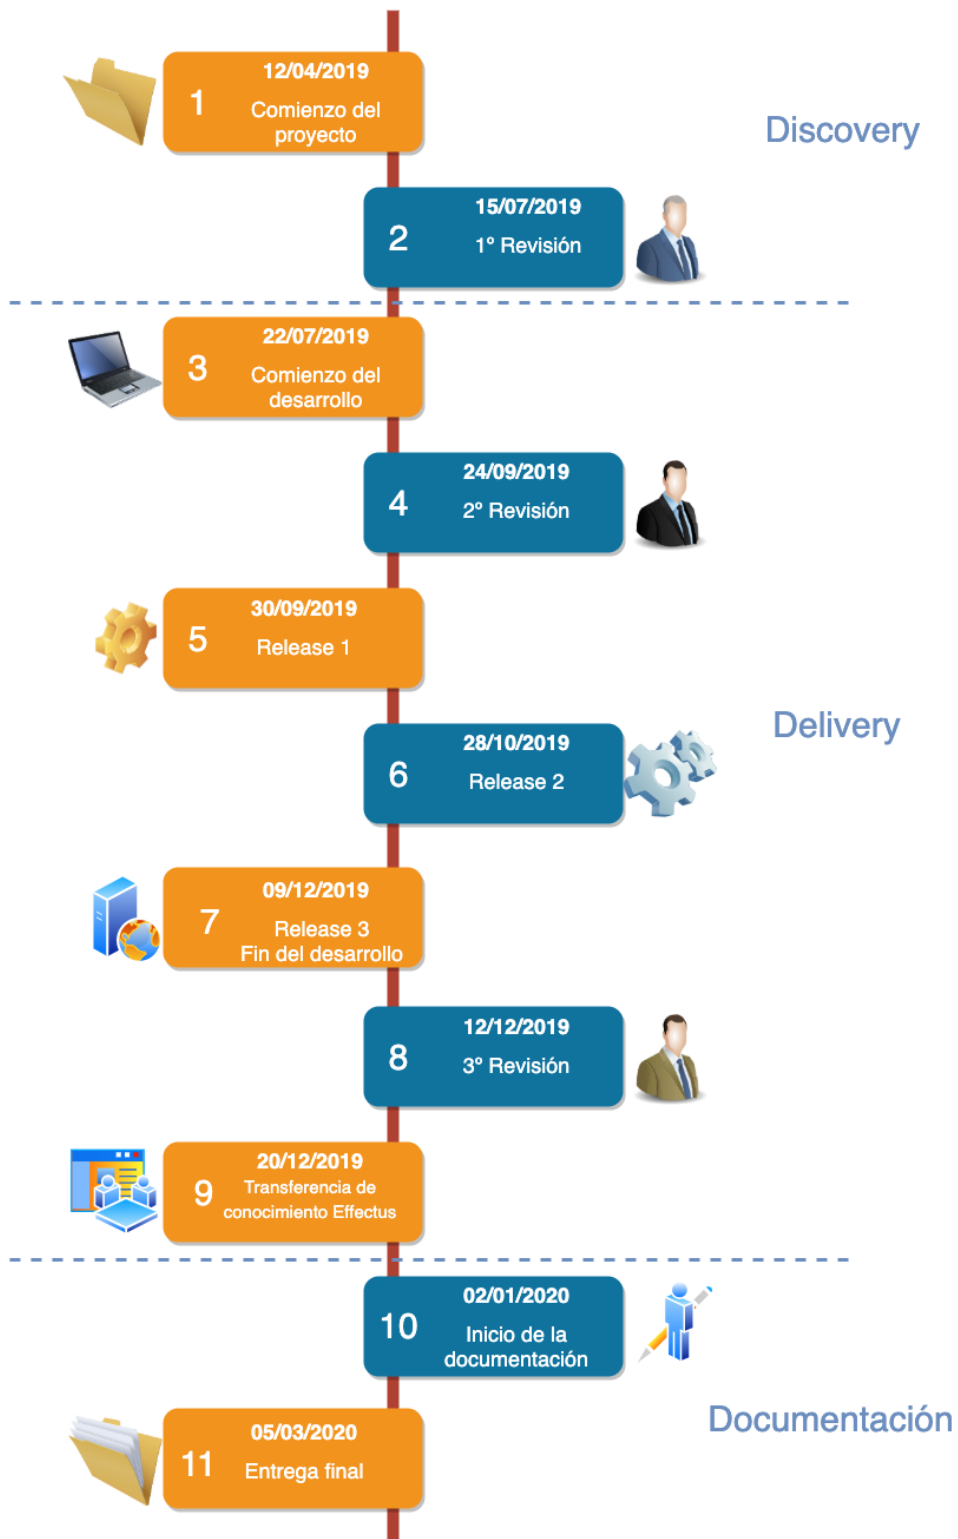 12/04/2019
1
Comienzo del
proyecto
Discovery
15/07/2019
2
1º Revisión
22/07/2019
3
Comienzo del
desarrollo
24/09/2019
4
2º Revisión
30/09/2019
5
Release 1
Delivery
28/10/2019
6
Release 2
09/12/2019
7
Release 3
Fin del desarrollo
12/12/2019
8
3º Revisión
20/12/2019
9
Transferencia de
conocimiento Effectus
02/01/2020
10
Inicio de la
documentación
Documentación
05/03/2020
11
Entrega final